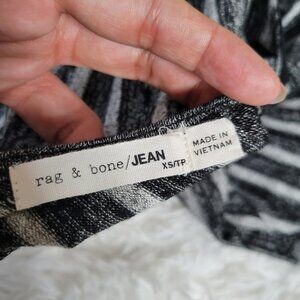 rag & bone/JEAN
XS/TP
MADE IN
VIETNAM